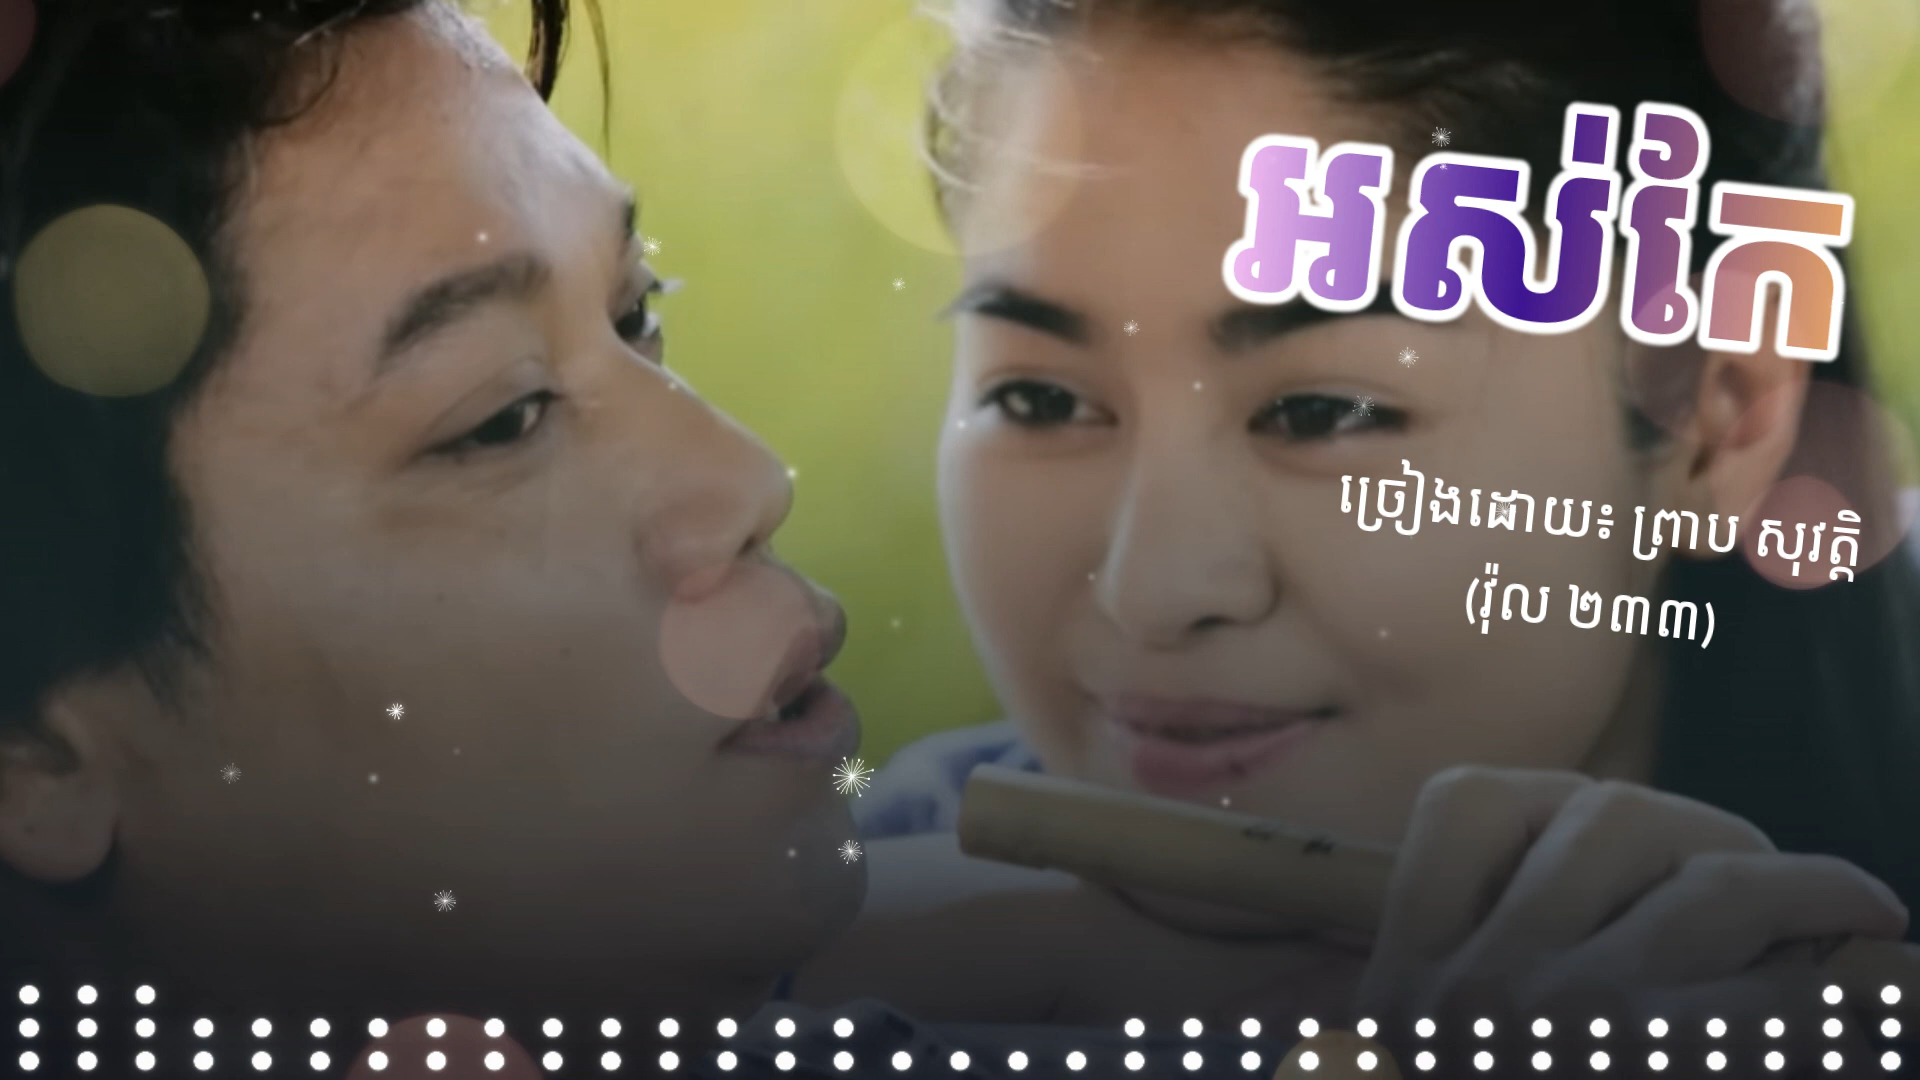 អស់កែ
ច្រៀងដោយ៖ ព្រាប សុវត្តិ
(វ៉ុល ២៣៣)